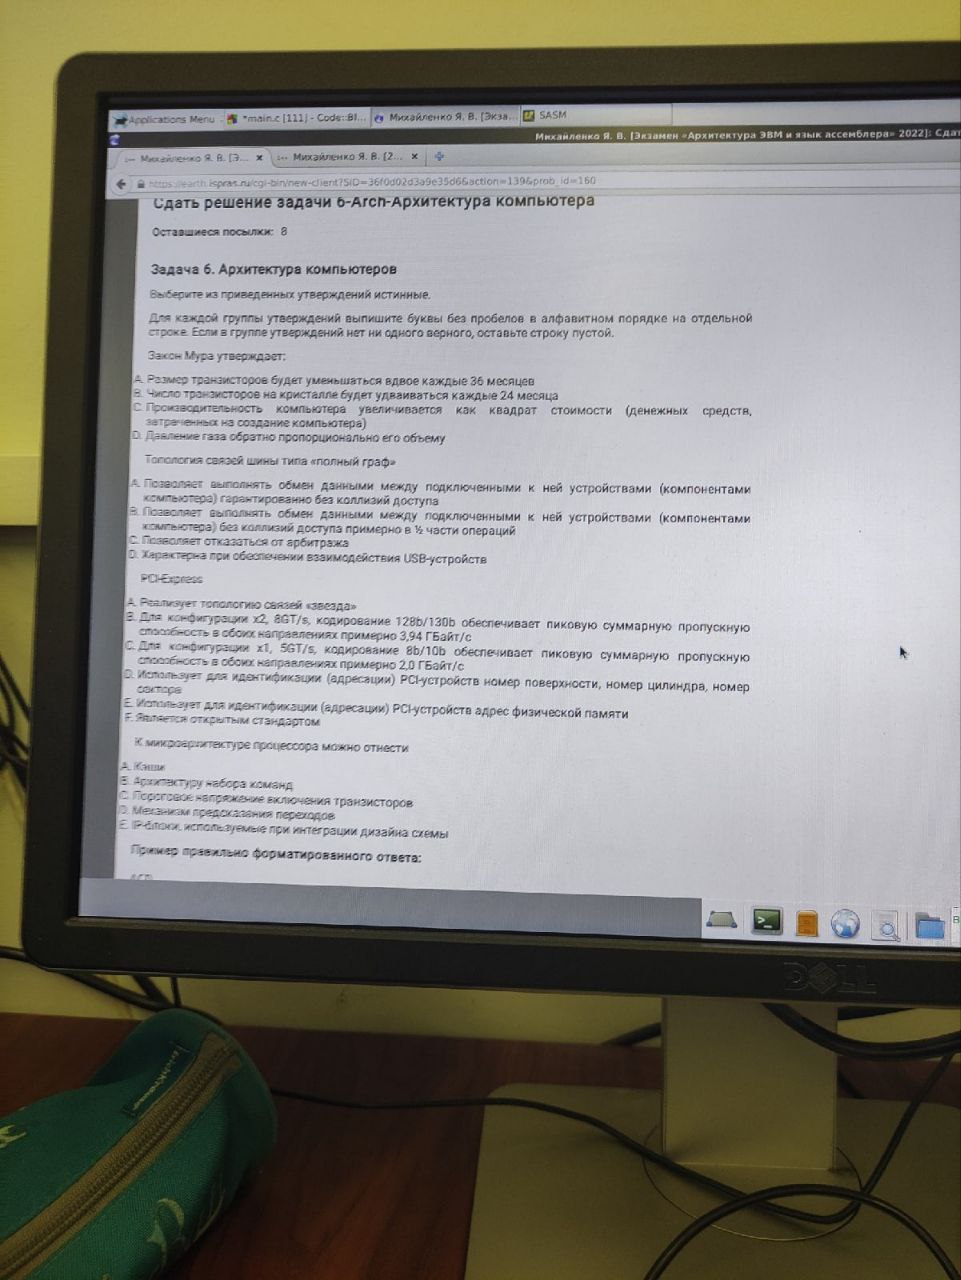 Applications Menu
*main.c [111] - Code::Bl...
Михайленко Я. В. [Экза...
SASM
Михайленко Я. В. [Экзамен «Архитектура ЭВМ и язык ассемблера» 2022]: Сдат
Михайленко Я. В. [Э...
Михайленко Я. В. [2...
https://earth.ispras.ru/cgi-bin/new-client?SID=36f0d02d3a9e35d6&action=139&prob_id=160
Сдать решение задачи 6-Arch-Архитектура компьютера
Оставшиеся посылки: 8
Задача 6. Архитектура компьютеров
Выберите из приведенных утверждений истинные.
Для каждой группы утверждений выпишите буквы без пробелов в алфавитном порядке на отдельной
строке. Если в группе утверждений нет ни одного верного, оставьте строку пустой.
Закон Мура утверждает:
A. Размер транзисторов будет уменьшаться вдвое каждые 36 месяцев
B. Число транзисторов на кристалле будет удваиваться каждые 24 месяца
C. Производительность компьютера увеличивается как квадрат стоимости (денежных средств,
затраченных на создание компьютера)
D. Давление газа обратно пропорционально его объему
Топология связей шины типа «полный граф»
A. Позволяет выполнять обмен данными между подключенными к ней устройствами (компонентами
компьютера) гарантированно без коллизий доступа
B. Позволяет выполнять обмен данными между подключенными к ней устройствами (компонентами
компьютера) без коллизий доступа примерно в ½ части операций
C. Позволяет отказаться от арбитража
D. Характерна при обеспечении взаимодействия USB-устройств
PCI-Express
A. Реализует топологию связей «звезда»
B. Для конфигурации x2, 8GT/s, кодирование 128b/130b обеспечивает пиковую суммарную пропускную
способность в обоих направлениях примерно 3,94 ГБайт/с
C. Для конфигурации x1, 5GT/s, кодирование 8b/10b обеспечивает пиковую суммарную пропускную
способность в обоих направлениях примерно 2,0 ГБайт/с
D. Использует для идентификации (адресации) PCI-устройств номер поверхности, номер цилиндра, номер
сектора
E. Использует для идентификации (адресации) PCI-устройств адрес физической памяти
F. Является открытым стандартом
К микроархитектуре процессора можно отнести
A. Кэши
B. Архитектуру набора команд
C. Пороговое напряжение включения транзисторов
D. Механизм предсказания переходов
E. IP-блоки, используемые при интеграции дизайна схемы
Пример правильно форматированного ответа:
DELL